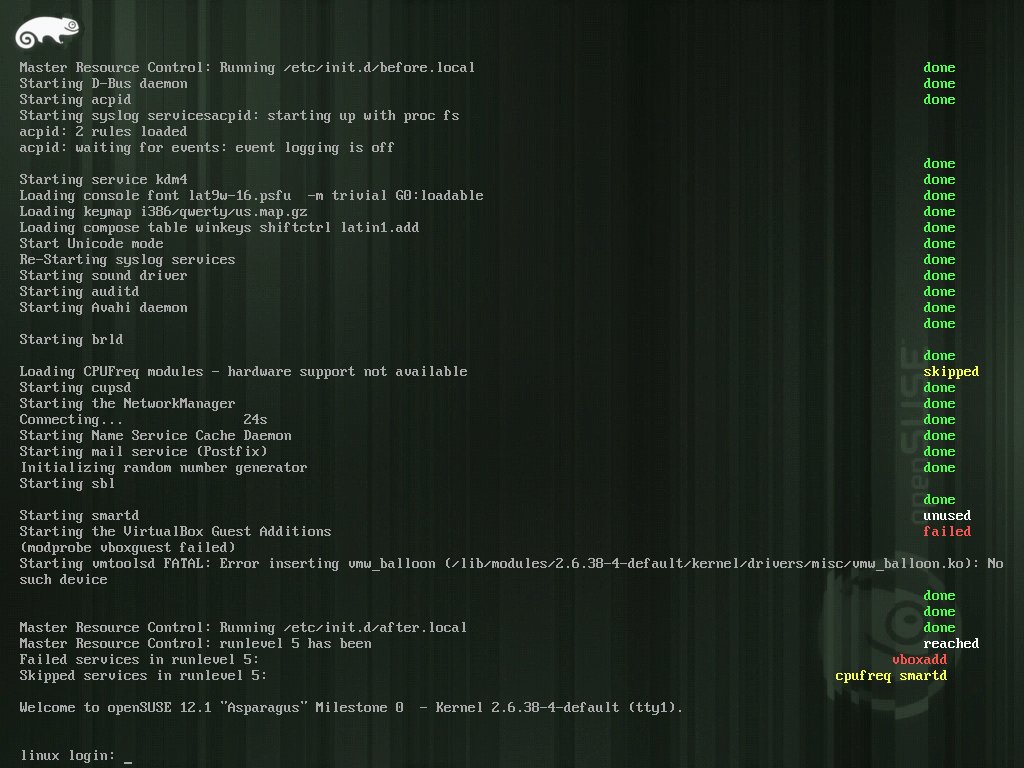 Master Resource Control: Running /etc/init.d/before.local done
Starting D-Bus daemon done
Starting acpid done
Starting syslog servicesacpid: starting up with proc fs
acpid: 2 rules loaded
acpid: waiting for events: event logging is off
done
Starting service kdm4 done
Loading console font lat9w-16.psfu  -m trivial G0:loadable done
Loading keymap i386/qwerty/us.map.gz done
Loading compose table winkeys shiftctrl latin1.add done
Start Unicode mode done
Re-Starting syslog services done
Starting sound driver done
Starting auditd done
Starting Avahi daemon done
done
Starting brld
done
Loading CPUFreq modules - hardware support not available skipped
Starting cupsd done
Starting the NetworkManager done
Connecting... 24s done
Starting Name Service Cache Daemon done
Starting mail service (Postfix) done
Initializing random number generator done
Starting sbl
done
Starting smartd unused
Starting the VirtualBox Guest Additions failed
(modprobe vboxguest failed)
Starting vmtoolsd FATAL: Error inserting vmw_balloon (/lib/modules/2.6.38-4-default/kernel/drivers/misc/vmw_balloon.ko): No
such device
done
done
Master Resource Control: Running /etc/init.d/after.local done
Master Resource Control: runlevel 5 has been reached
Failed services in runlevel 5: vboxadd
Skipped services in runlevel 5: cpufreq smartd
Welcome to openSUSE 12.1 "Asparagus" Milestone 0  - Kernel 2.6.38-4-default (tty1).
linux login: _
openSUSE